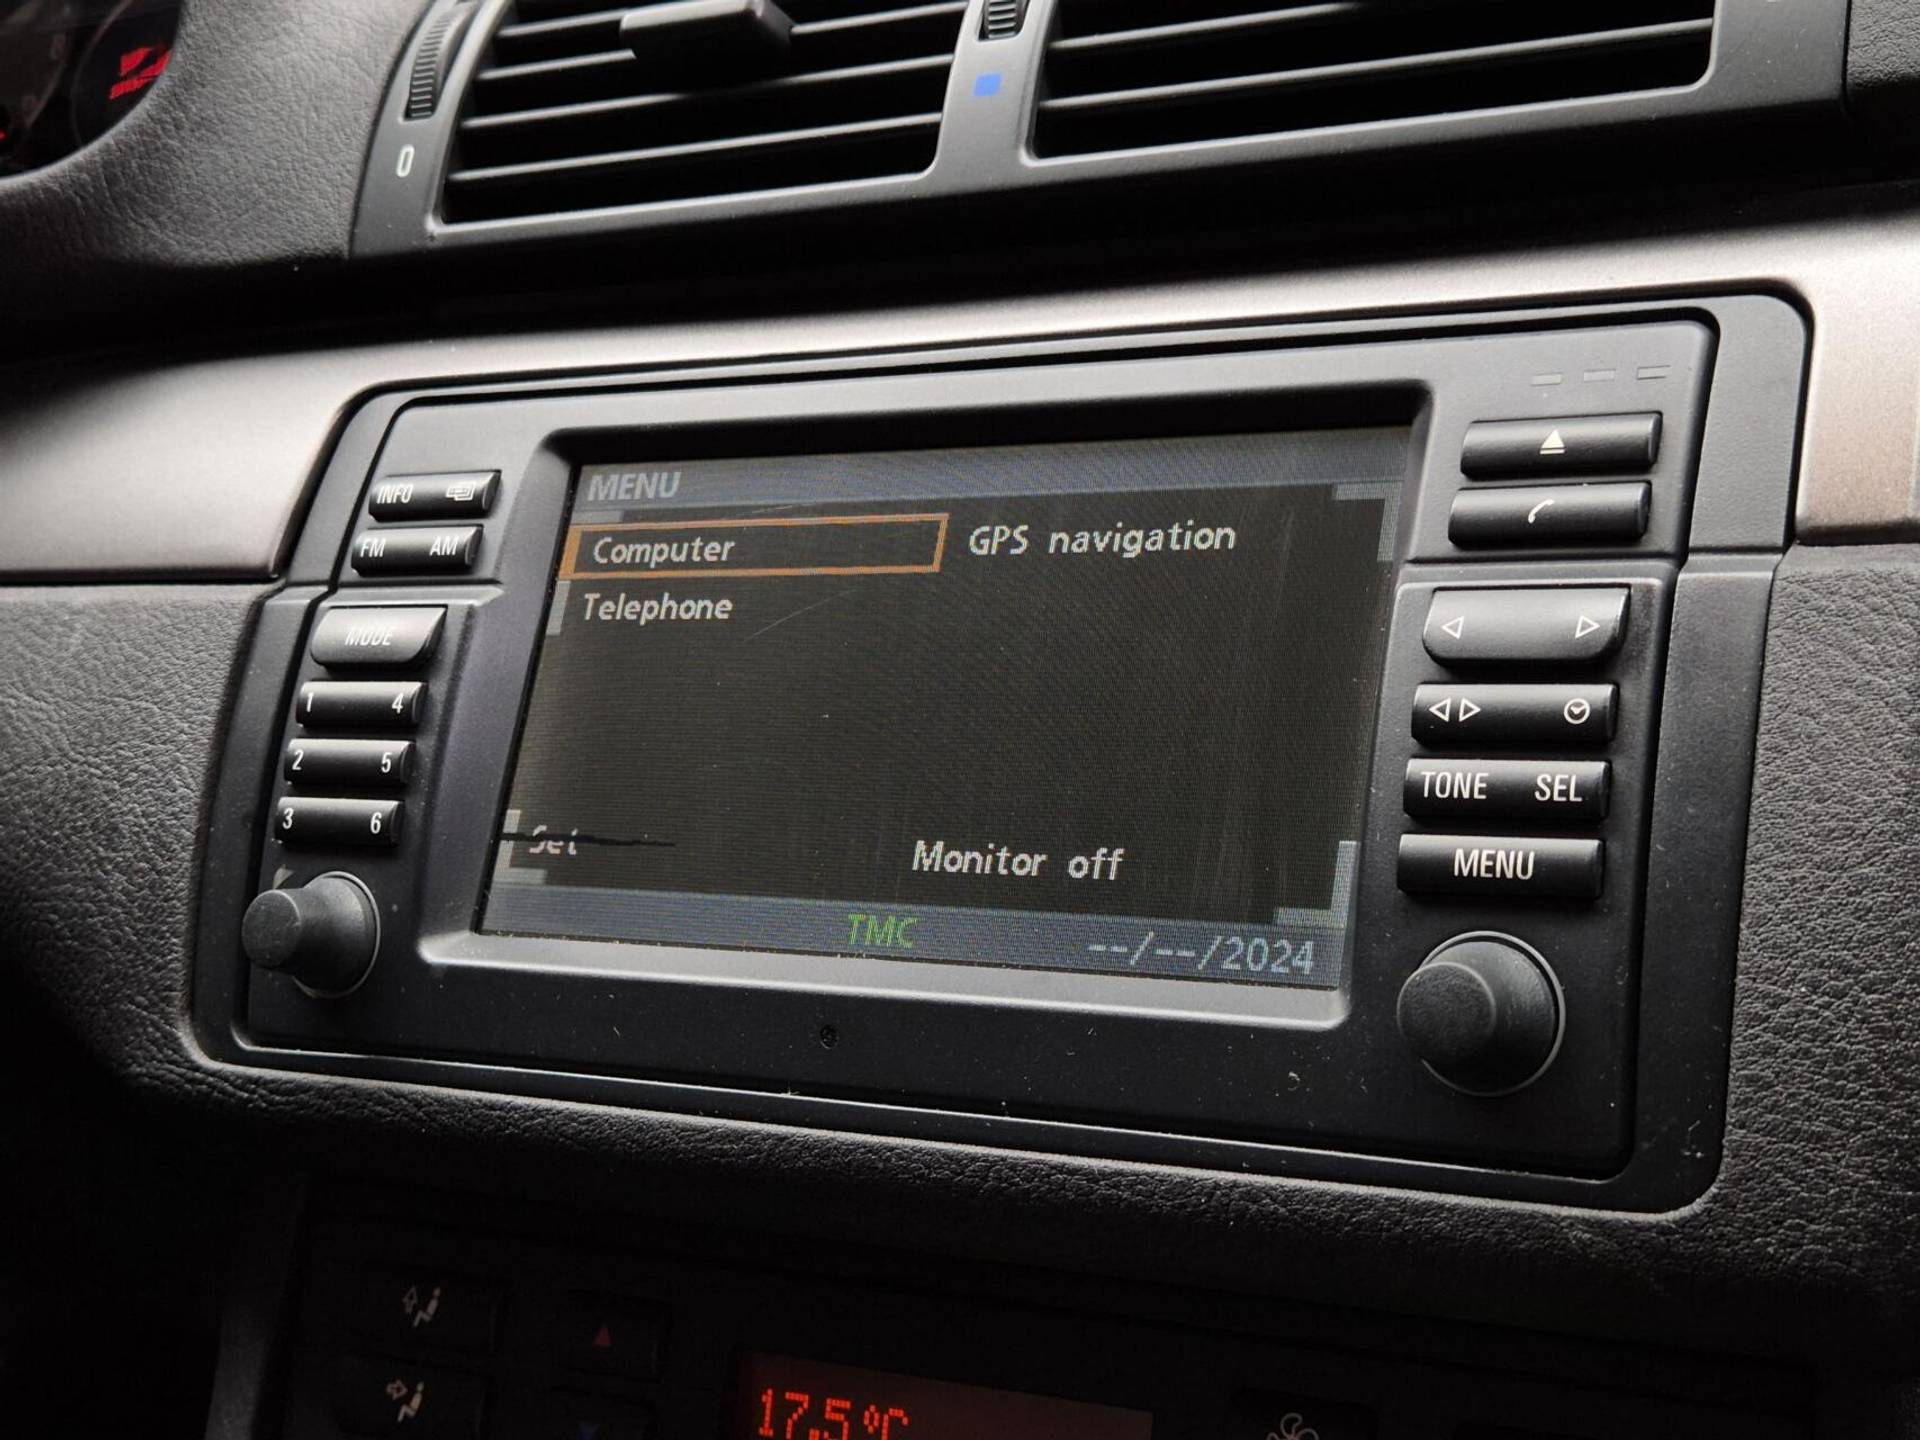 0
INFO
FM AM
MODE
1 4
2 5
3 6
MENU
Computer GPS navigation
Telephone
Set Monitor off
TMC --/--/2024
TONE SEL
MENU
17.5°C